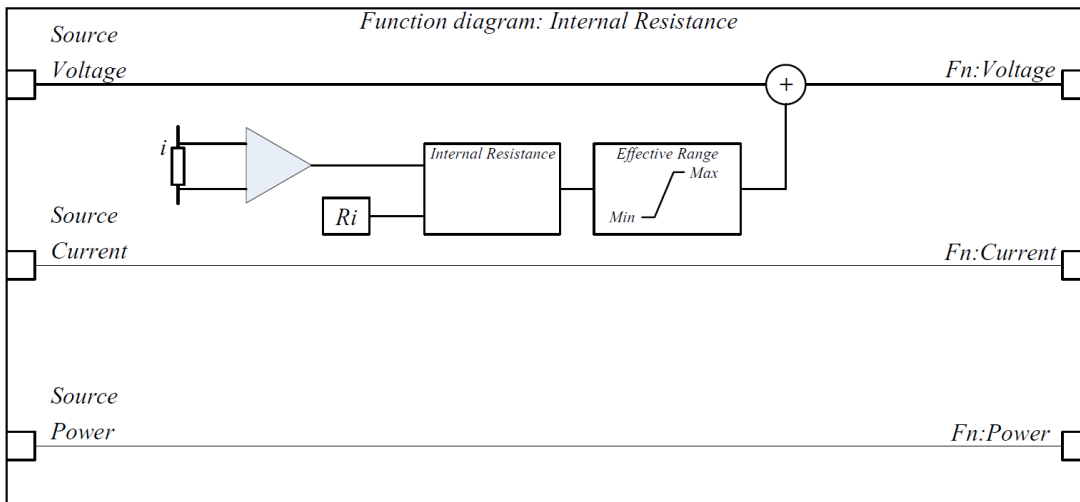 Function diagram: Internal Resistance
Source
Voltage
Fn:Voltage
+
i
Internal Resistance
Effective Range
Max
Min
Ri
Source
Current
Fn:Current
Source
Power
Fn:Power